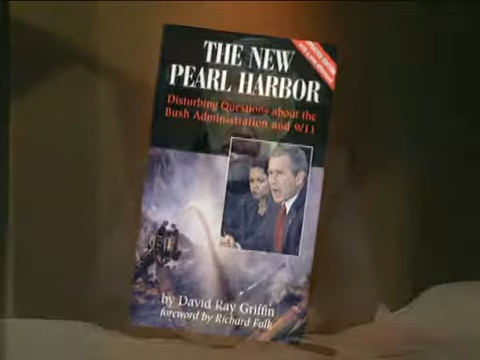 THE NEW
PEARL HARBOR
Disturbing Questions about the
Bush Administration and 9/11
by David Ray Griffin
foreword by Richard Falk